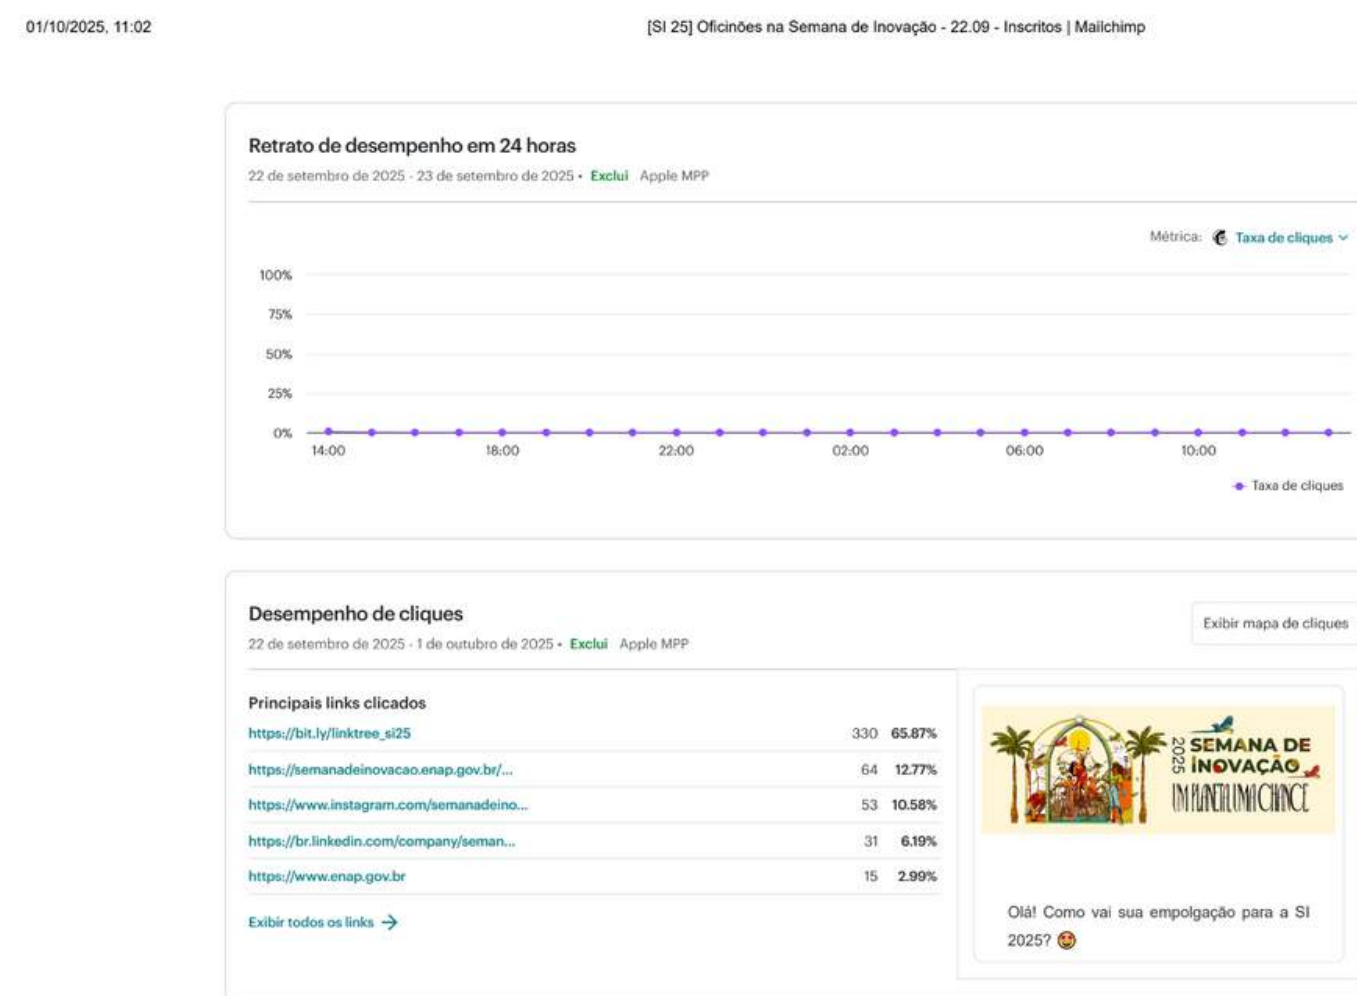 01/10/2025, 11:02
[SI 25] Oficinões na Semana de Inovação - 22.09 - Inscritos | Mailchimp
Retrato de desempenho em 24 horas
22 de setembro de 2025 - 23 de setembro de 2025 • Exclui Apple MPP
Métrica: Taxa de cliques
100%
75%
50%
25%
0%
14:00 18:00 22:00 02:00 06:00 10:00
Taxa de cliques
Desempenho de cliques
22 de setembro de 2025 - 1 de outubro de 2025 • Exclui Apple MPP
Exibir mapa de cliques
Principais links clicados
https://bit.ly/linktree_si25 330 65.87%
https://semanadeinovacao.enap.gov.br/... 64 12.77%
https://www.instagram.com/semanadeino... 53 10.58%
https://br.linkedin.com/company/seman... 31 6.19%
https://www.enap.gov.br 15 2.99%
Exibir todos os links →
2025
SEMANA DE
INOVAÇÃO
UM PLANETA UMA CHANCE
Olá! Como vai sua empolgação para a SI
2025? 🤩